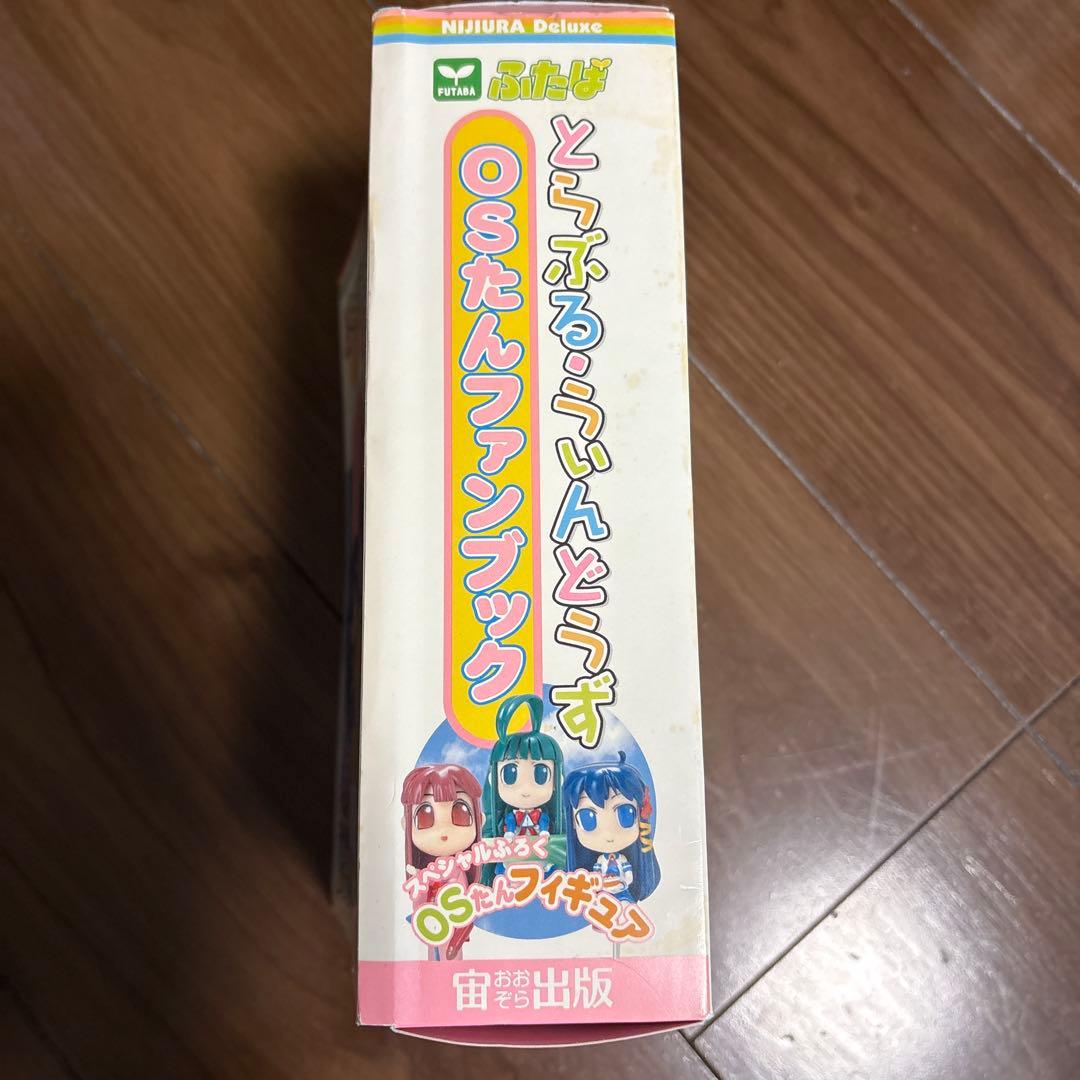 NIJIURA Deluxe
FUTABA
ふたば
とらぶる・うぃんどうず
OSたんファンブック
スペシャルふろく
OSたんフィギュア
宙おおぞら出版